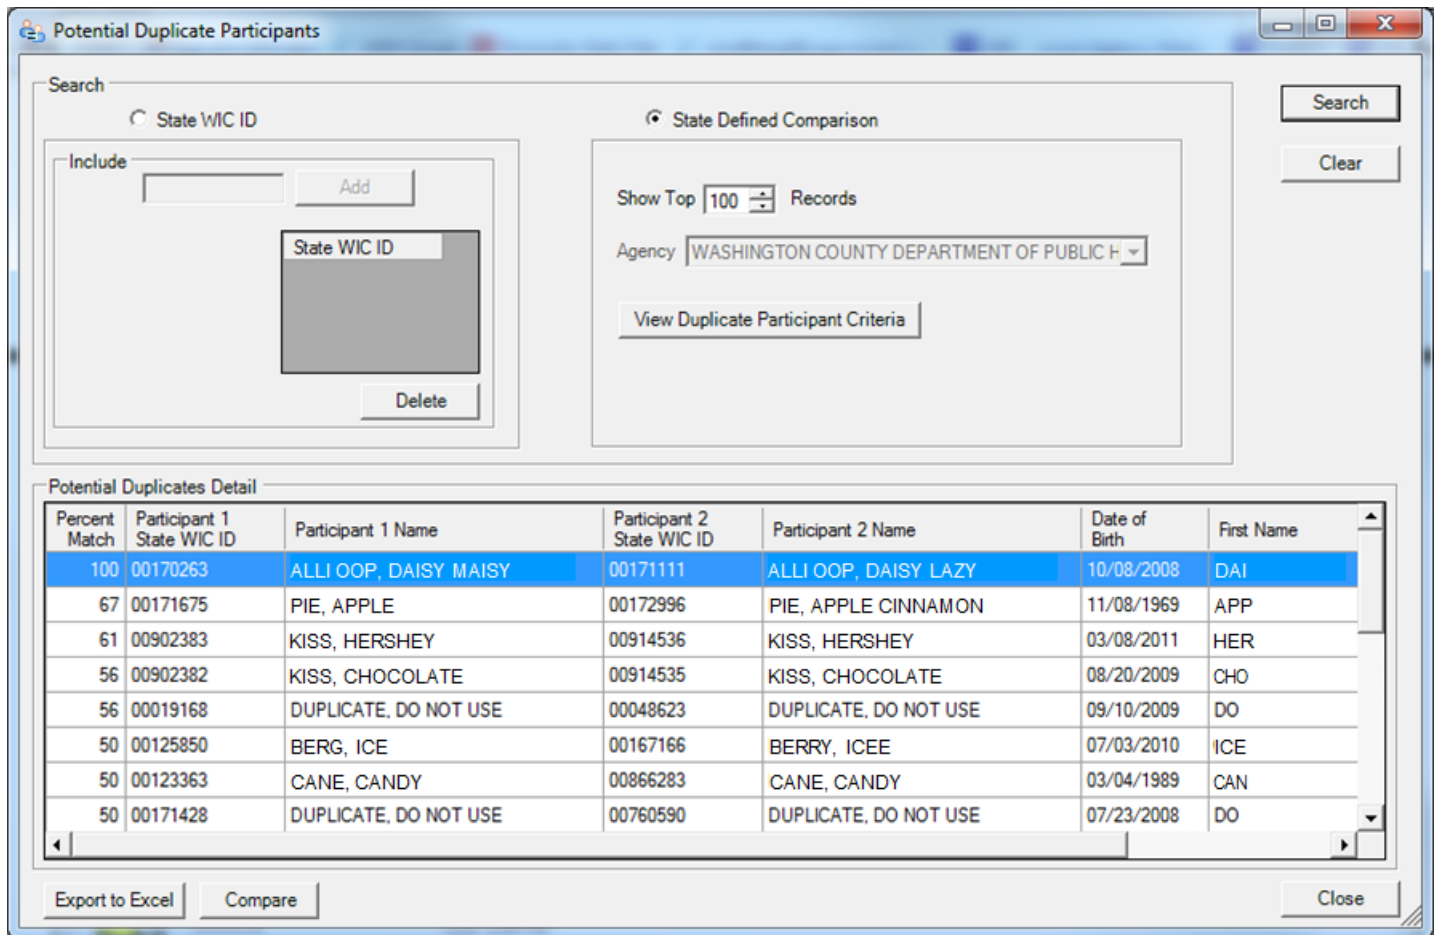 Potential Duplicate Participants
Search
State WIC ID
State Defined Comparison
Search
Clear
Include
Add
State WIC ID
Delete
Show Top 100 Records
Agency WASHINGTON COUNTY DEPARTMENT OF PUBLIC H
View Duplicate Participant Criteria
Potential Duplicates Detail
Percent Match Participant 1 State WIC ID Participant 1 Name Participant 2 State WIC ID Participant 2 Name Date of Birth First Name
100 00170263 ALLI OOP, DAISY MAISY 00171111 ALLI OOP, DAISY LAZY 10/08/2008 DAI
67 00171675 PIE, APPLE 00172996 PIE, APPLE CINNAMON 11/08/1969 APP
61 00902383 KISS, HERSHEY 00914536 KISS, HERSHEY 03/08/2011 HER
56 00902382 KISS, CHOCOLATE 00914535 KISS, CHOCOLATE 08/20/2009 CHO
56 00019168 DUPLICATE, DO NOT USE 00048623 DUPLICATE, DO NOT USE 09/10/2009 DO
50 00125850 BERG, ICE 00167166 BERRY, ICEE 07/03/2010 ICE
50 00123363 CANE, CANDY 00866283 CANE, CANDY 03/04/1989 CAN
50 00171428 DUPLICATE, DO NOT USE 00760590 DUPLICATE, DO NOT USE 07/23/2008 DO
Export to Excel
Compare
Close